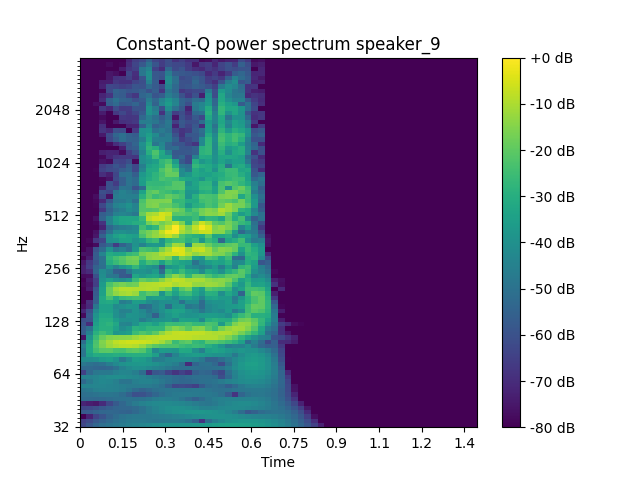 Constant-Q power spectrum speaker_9
Hz
2048
1024
512
256
128
64
32
0 0.15 0.3 0.45 0.6 0.75 0.9 1.1 1.2 1.4
Time
+0 dB
-10 dB
-20 dB
-30 dB
-40 dB
-50 dB
-60 dB
-70 dB
-80 dB